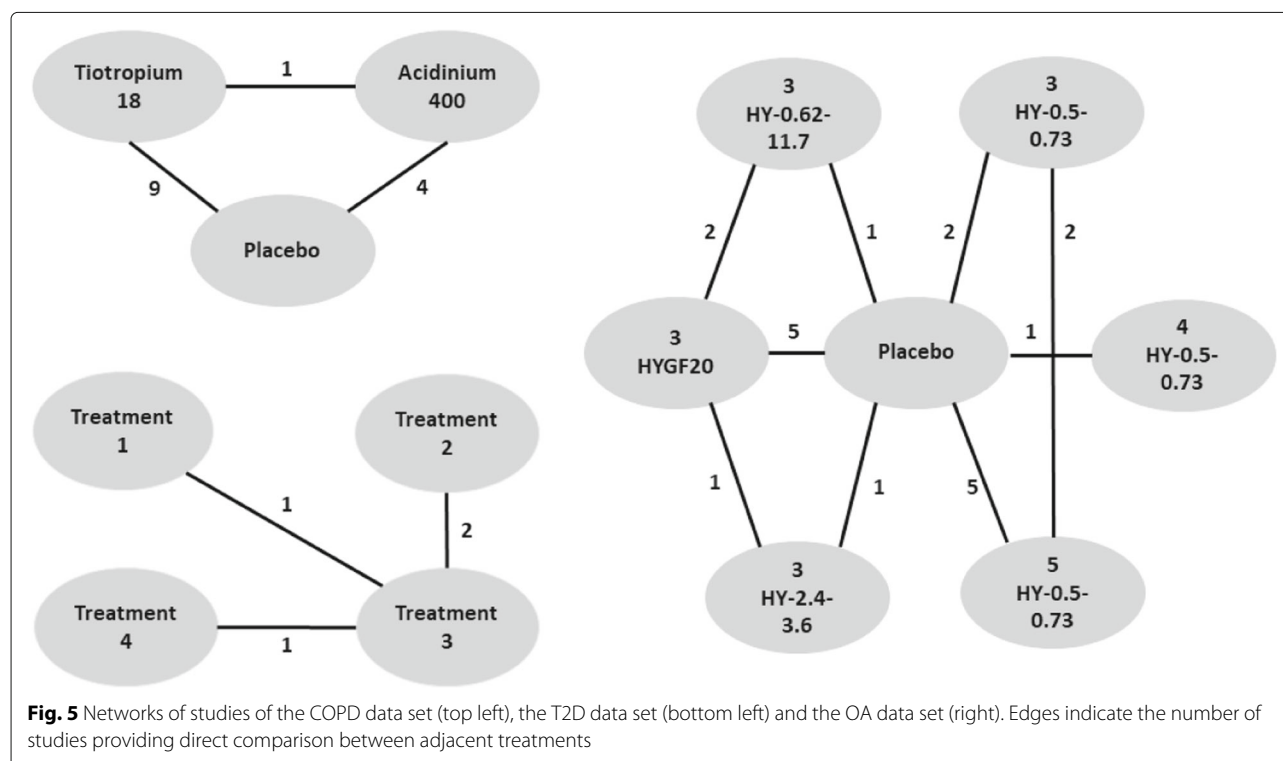 Tiotropium
18
1
Acidinium
400
9
4
Placebo
Treatment
1
Treatment
2
1
2
Treatment
4
1
Treatment
3
3
HY-0.62-
11.7
3
HY-0.5-
0.73
2
1
2
2
3
HYGF20
5
Placebo
1
4
HY-0.5-
0.73
1
1
5
3
HY-2.4-
3.6
5
HY-0.5-
0.73
Fig. 5 Networks of studies of the COPD data set (top left), the T2D data set (bottom left) and the OA data set (right). Edges indicate the number of
studies providing direct comparison between adjacent treatments